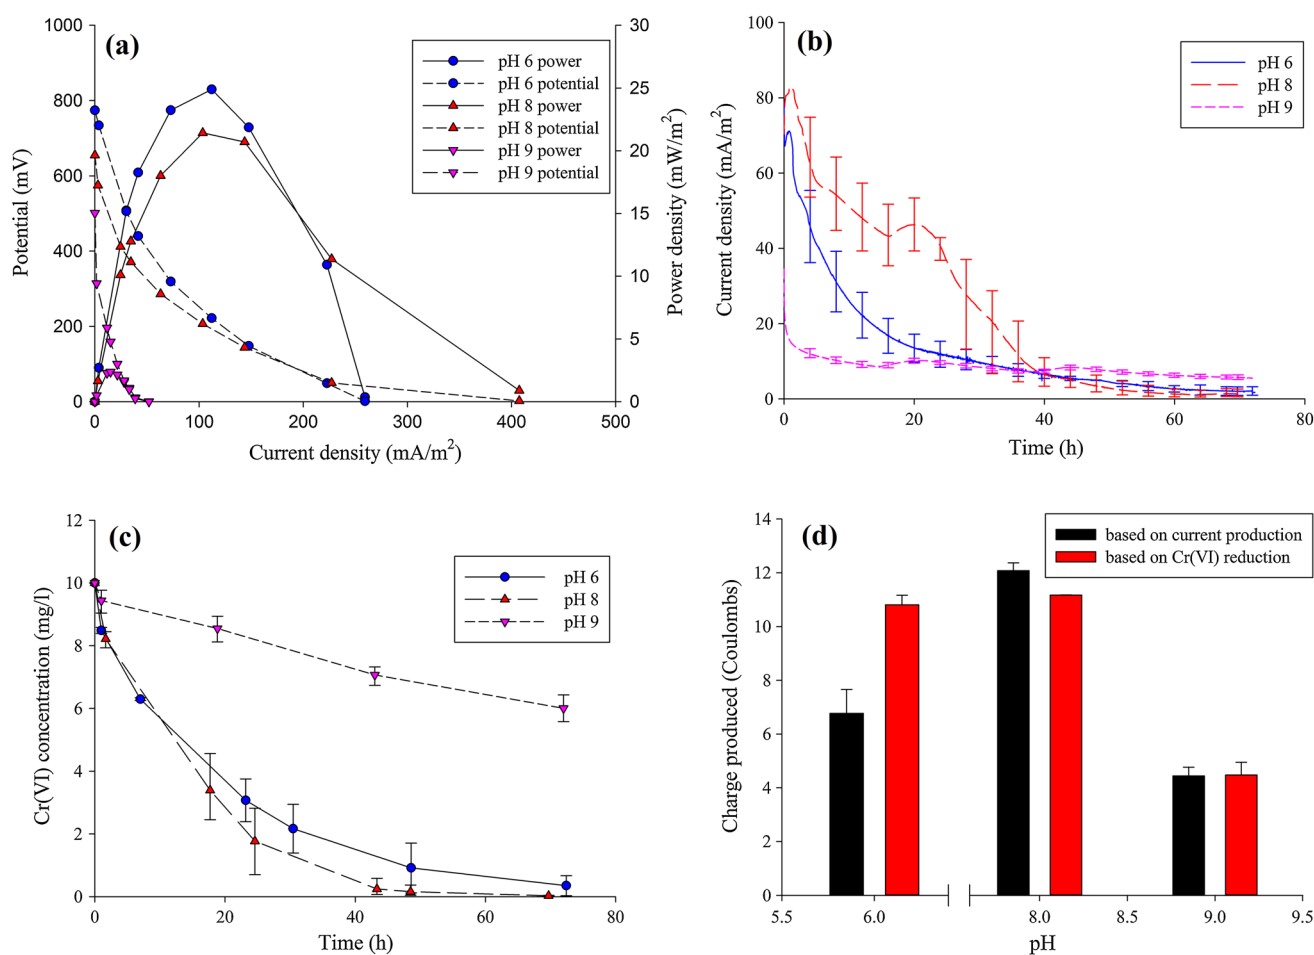 (a)
1000
800
600
400
200
0
Potential (mV)
30
25
20
15
10
5
0
Power density (mW/m²)
pH 6 power
pH 6 potential
pH 8 power
pH 8 potential
pH 9 power
pH 9 potential
0 100 200 300 400 500
Current density (mA/m²)
(b)
100
80
60
40
20
0
Current density (mA/m²)
pH 6
pH 8
pH 9
0 20 40 60 80
Time (h)
(c)
12
10
8
6
4
2
0
Cr(VI) concentration (mg/l)
pH 6
pH 8
pH 9
0 20 40 60 80
Time (h)
(d)
14
12
10
8
6
4
2
0
Charge produced (Coulombs)
based on current production
based on Cr(VI) reduction
5.5 6.0 8.0 8.5 9.0 9.5
pH